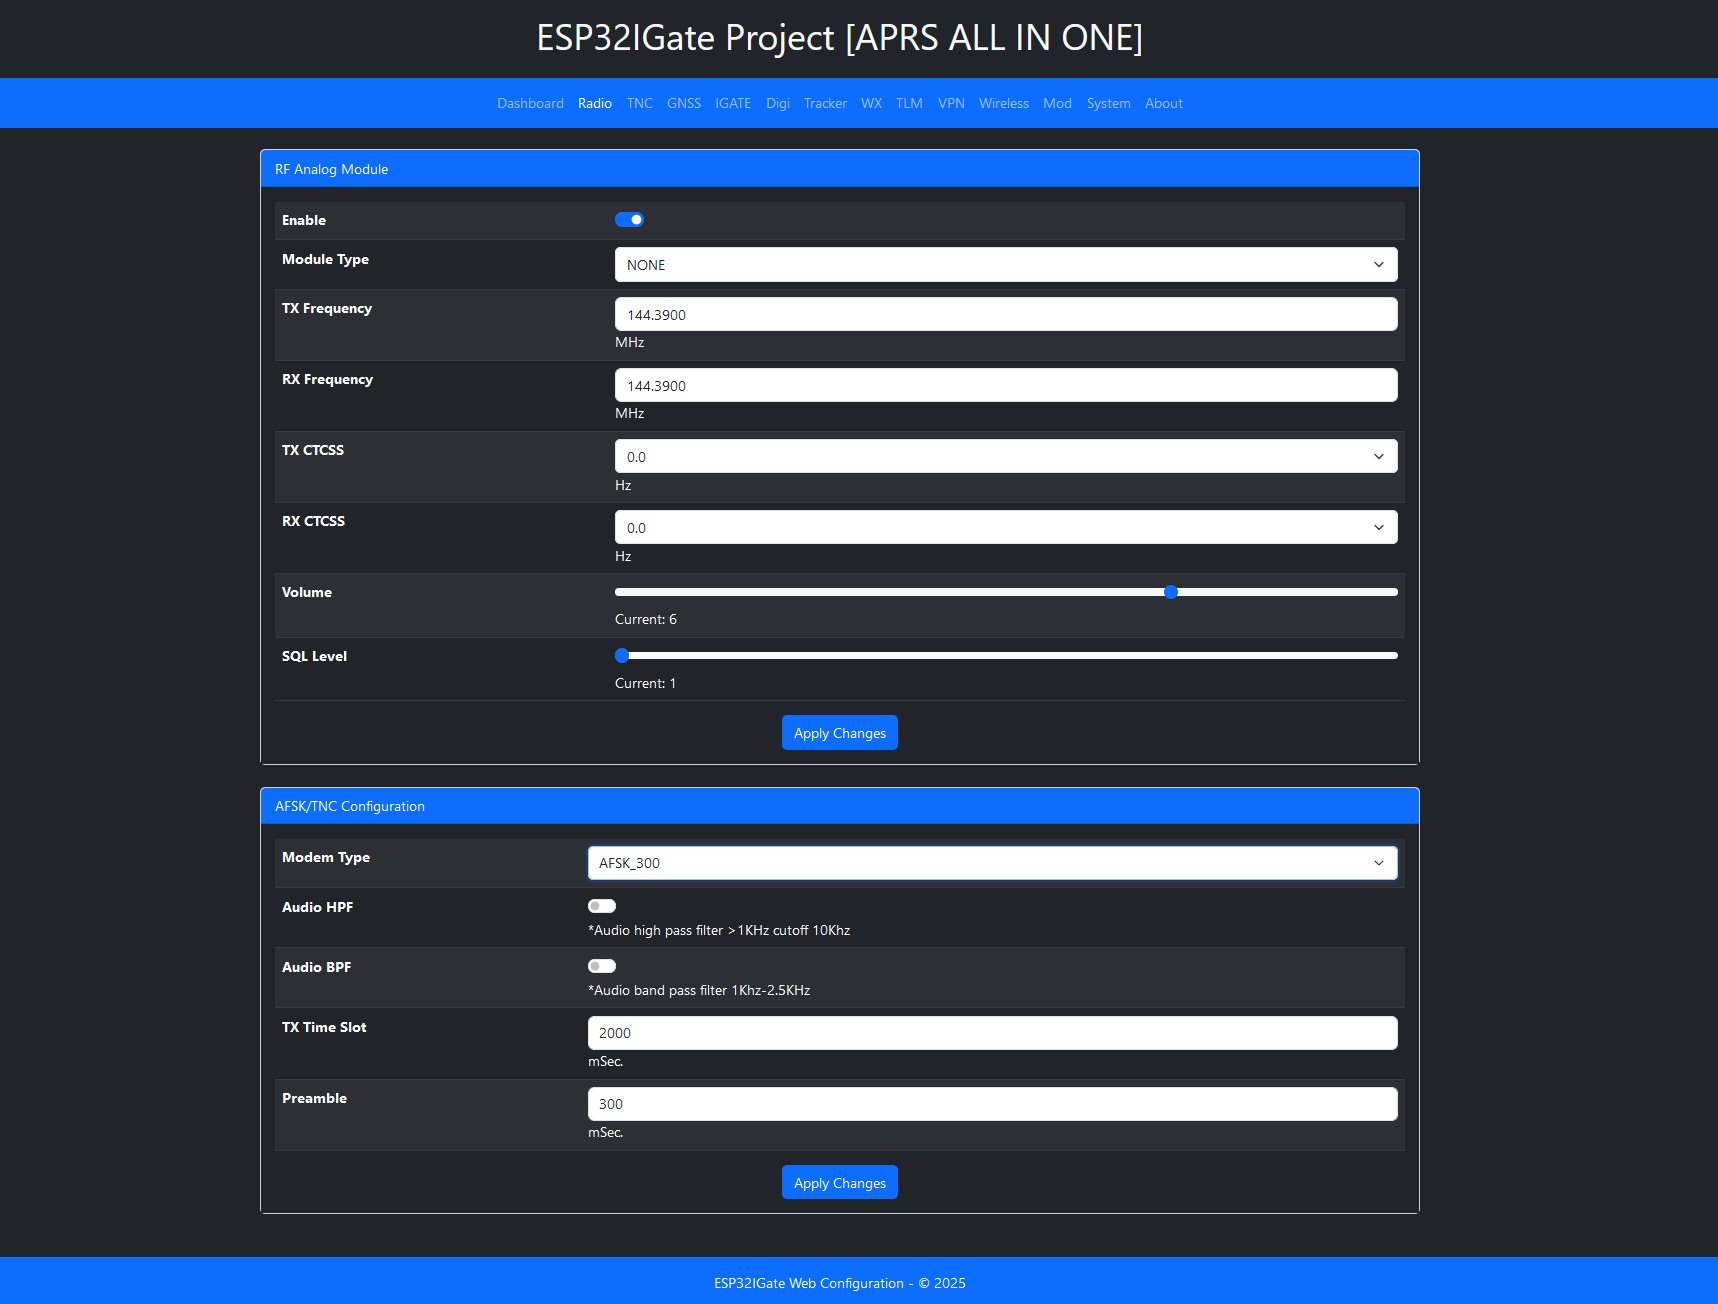 ESP32IGate Project [APRS ALL IN ONE]
Dashboard Radio TNC GNSS IGATE Digi Tracker WX TLM VPN Wireless Mod System About
RF Analog Module
Enable
Module Type
NONE
TX Frequency
144.3900
MHz
RX Frequency
144.3900
MHz
TX CTCSS
0.0
Hz
RX CTCSS
0.0
Hz
Volume
Current: 6
SQL Level
Current: 1
Apply Changes
AFSK/TNC Configuration
Modem Type
AFSK_300
Audio HPF
*Audio high pass filter >1KHz cutoff 10Khz
Audio BPF
*Audio band pass filter 1Khz-2.5KHz
TX Time Slot
2000
mSec.
Preamble
300
mSec.
Apply Changes
ESP32IGate Web Configuration - © 2025